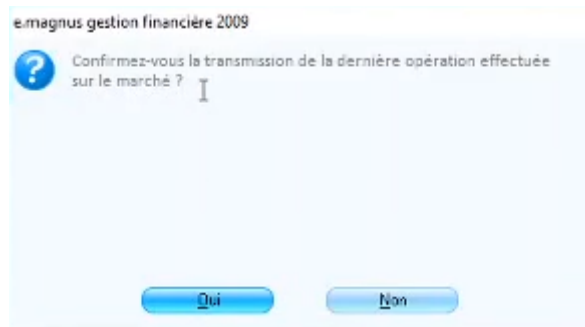 e.magnus gestion financière 2009
Confirmez-vous la transmission de la dernière opération effectuée
sur le marché ?
Oui
Non